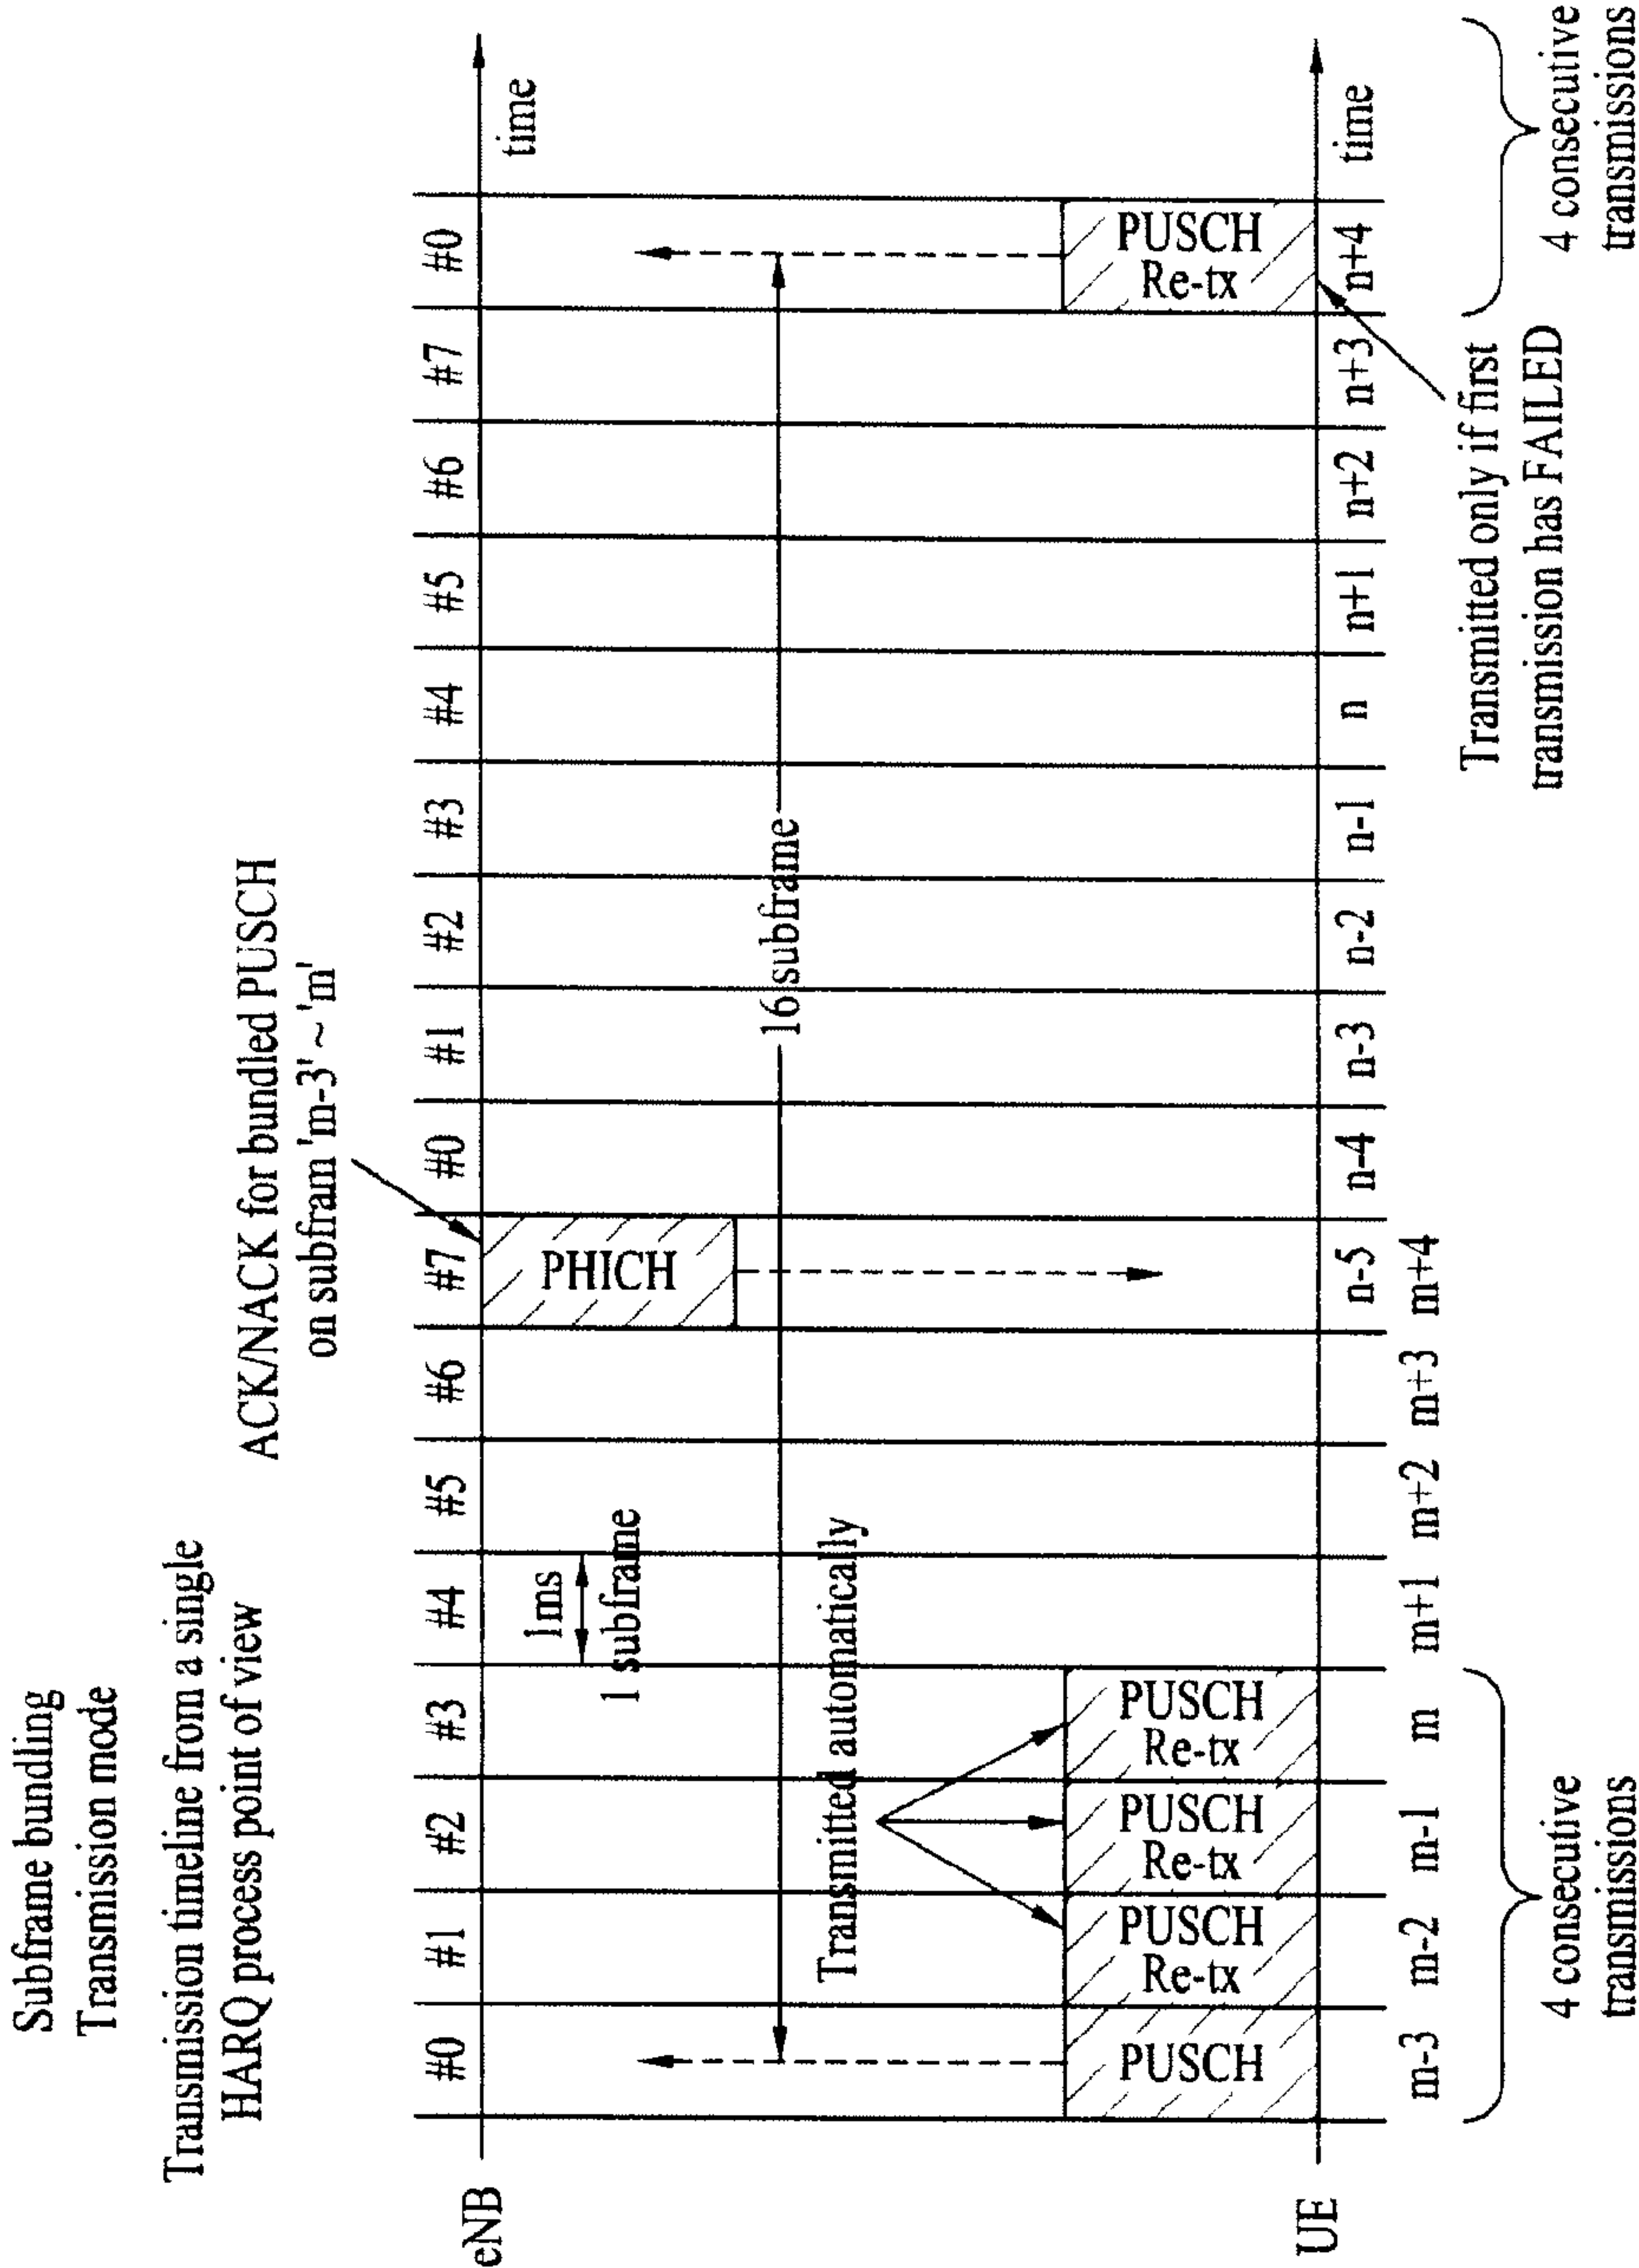 Subframe bundling
Transmission mode
Transmission timeline from a single
HARQ process point of view
ACK/NACK for bundled PUSCH
on subfram 'm-3' ~ 'm'
#0 #1 #2 #3 #4 #5 #6 #7 #0 #1 #2 #3 #4 #5 #6 #7 #0
eNB
time
1ms
1 subframe
PHICH
16 subframe
Transmitted automatically
PUSCH
PUSCH
Re-tx
PUSCH
Re-tx
PUSCH
Re-tx
PUSCH
Re-tx
UE
n-5 n-4 n-3 n-2 n-1 n n+1 n+2 n+3 n+4
time
m-3 m-2 m-1 m m+1 m+2 m+3 m+4
Transmitted only if first
transmission has FAILED
4 consecutive
transmissions
4 consecutive
transmissions